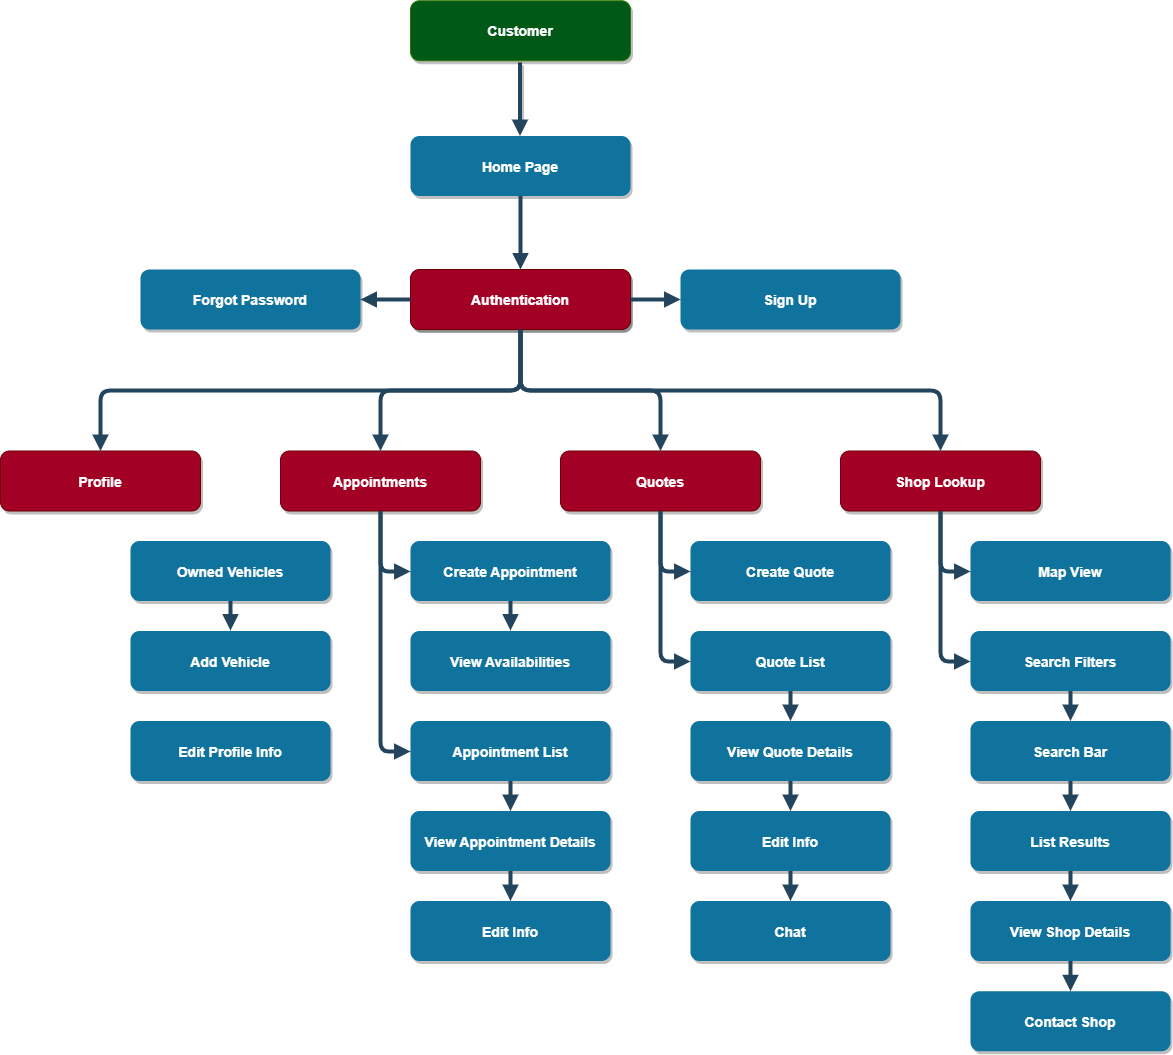 Customer
Home Page
Forgot Password
Authentication
Sign Up
Profile
Appointments
Quotes
Shop Lookup
Owned Vehicles
Create Appointment
Create Quote
Map View
Add Vehicle
View Availabilities
Quote List
Search Filters
Edit Profile Info
Appointment List
View Quote Details
Search Bar
View Appointment Details
Edit Info
List Results
Edit Info
Chat
View Shop Details
Contact Shop